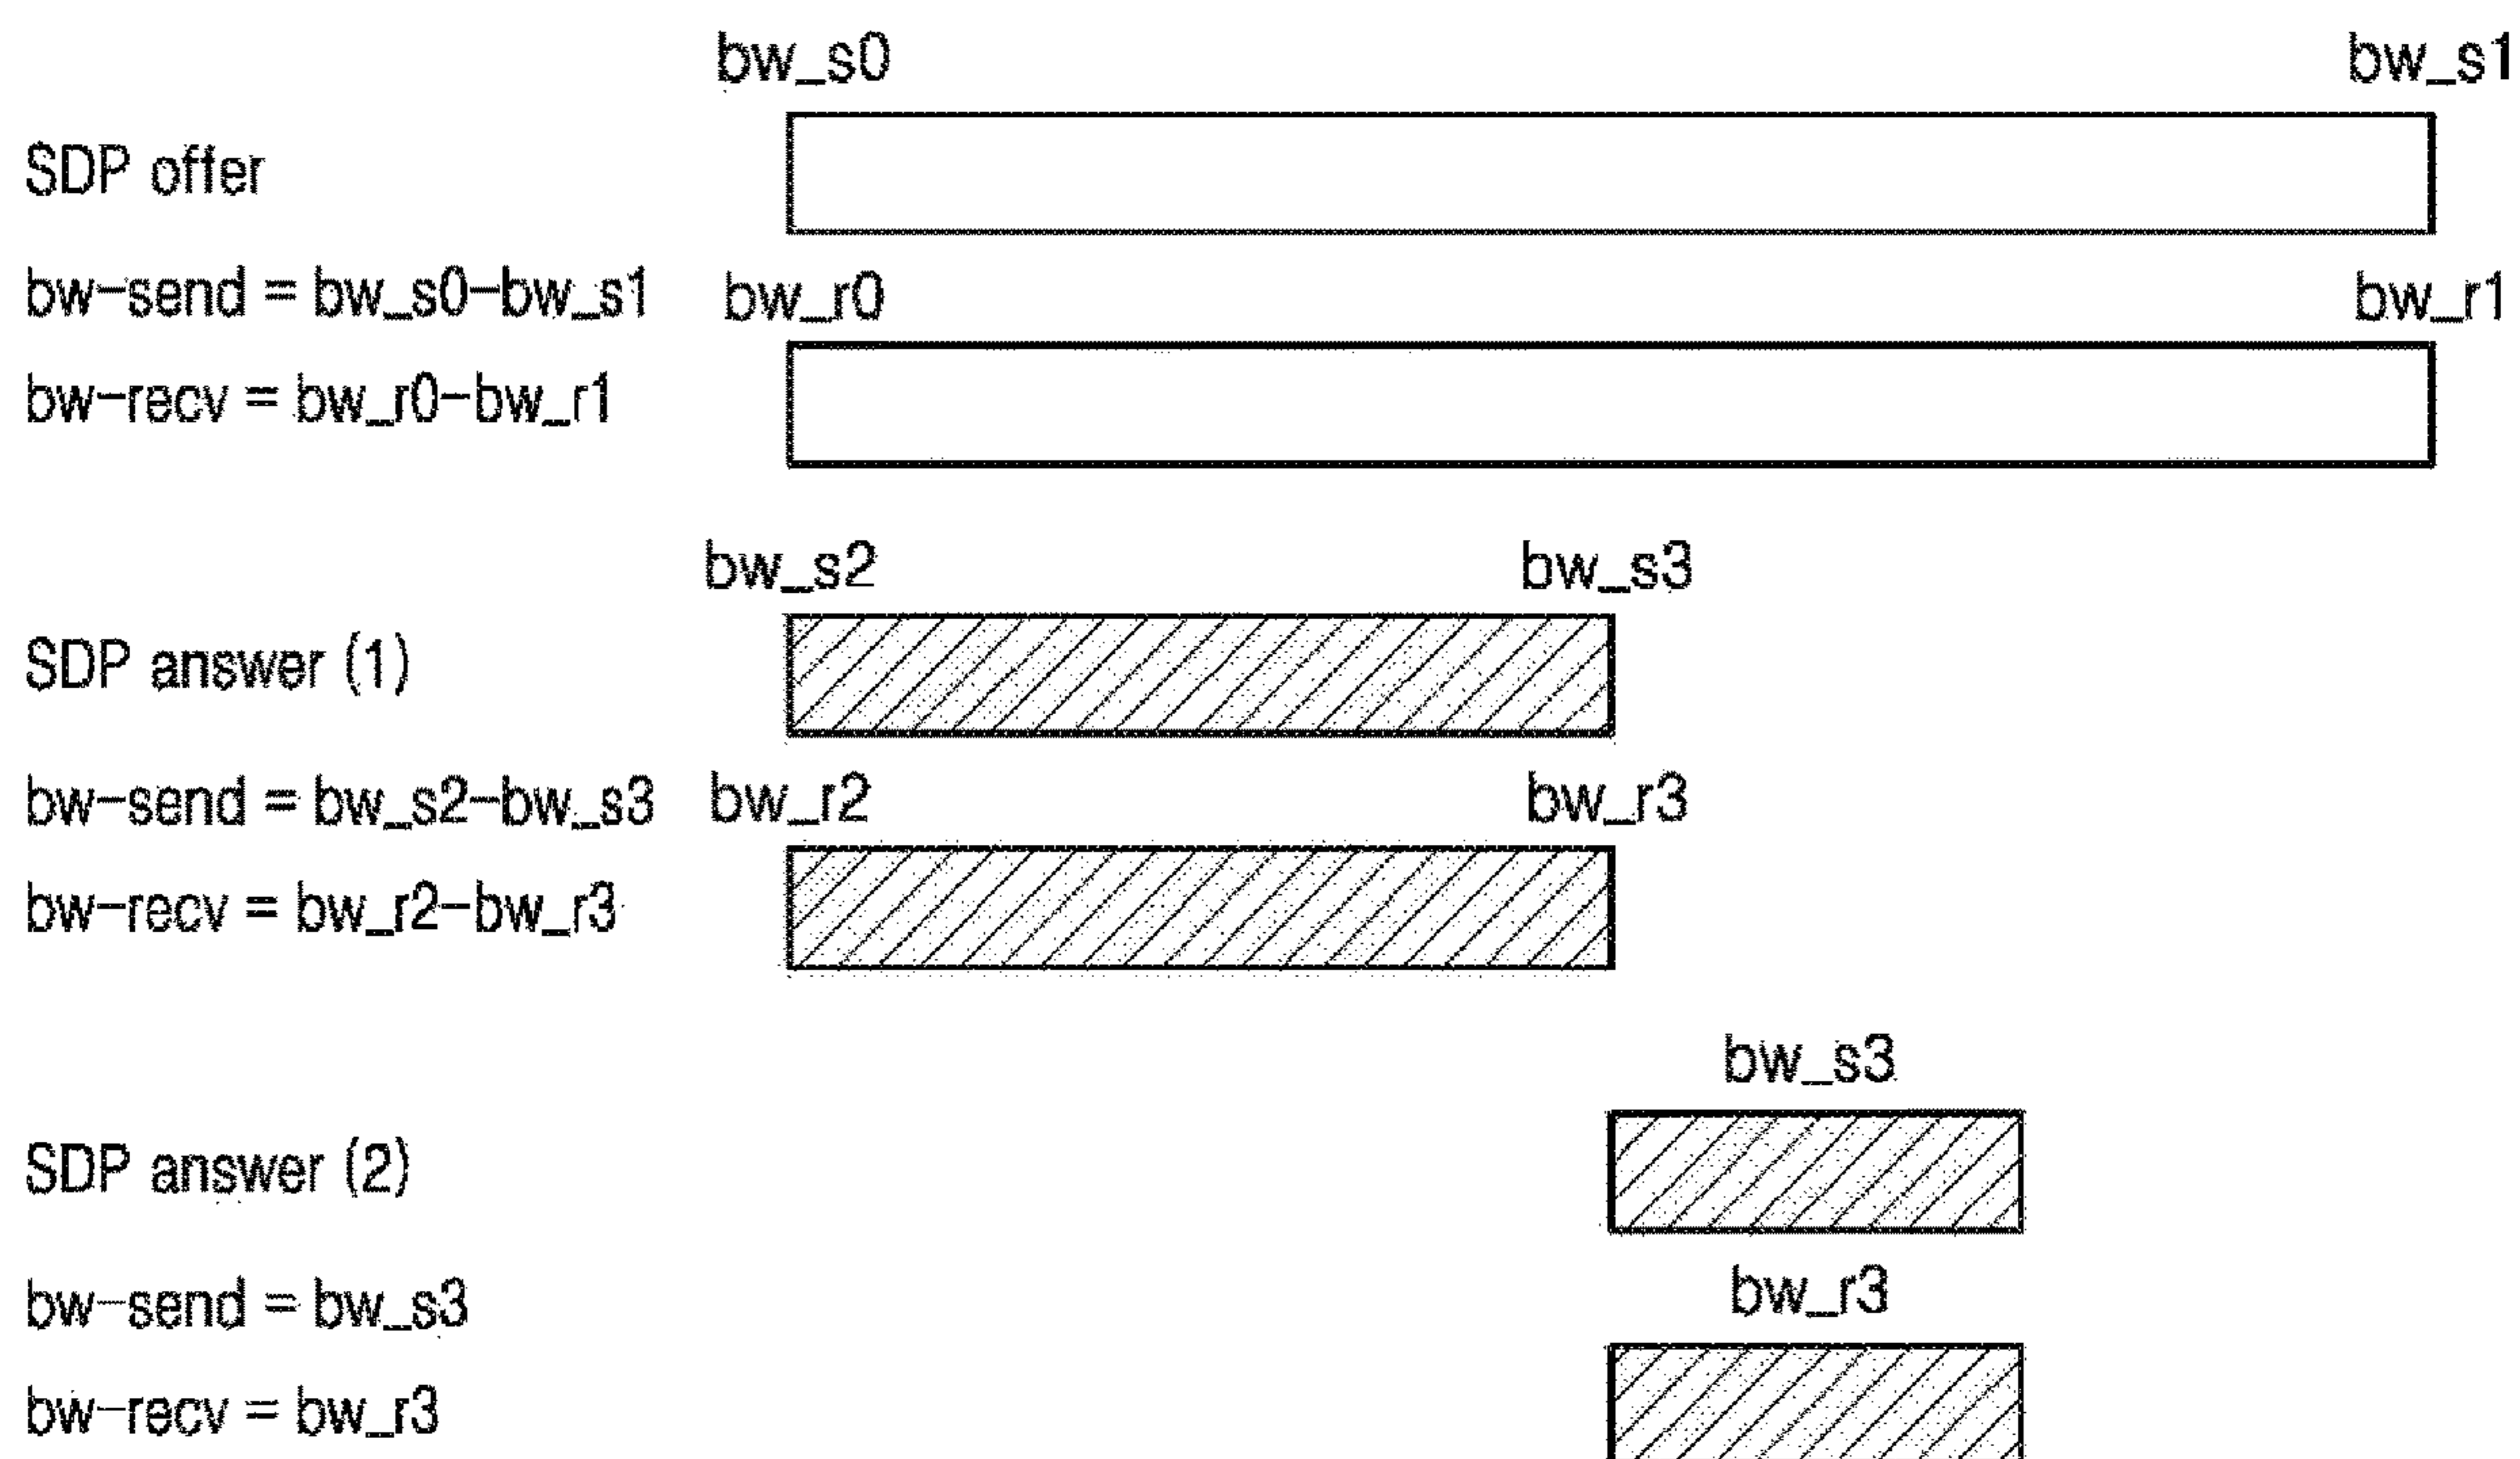 bw_s0 bw_s1
SDP offer
bw-send = bw_s0-bw_s1 bw_r0 bw_r1
bw-recv = bw_r0-bw_r1
bw_s2 bw_s3
SDP answer (1)
bw-send = bw_s2-bw_s3 bw_r2 bw_r3
bw-recv = bw_r2-bw_r3
bw_s3
SDP answer (2)
bw-send = bw_s3 bw_r3
bw-recv = bw_r3